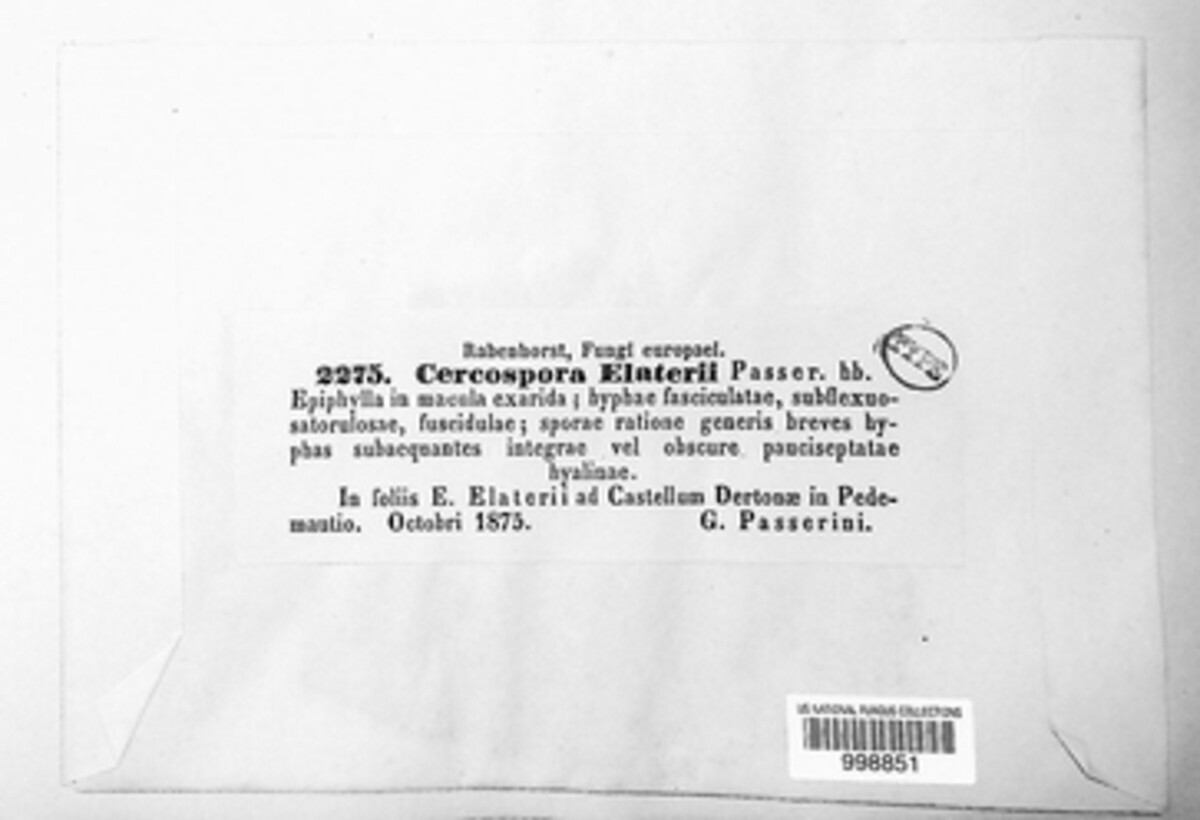 Rabenhorst, Fungi europaei.
2275. Cercospora Elaterii Passer. hb.
Epiphylla in macula exarida; hyphae fasciculatae, subflexuo-
satorulosae, fuscidulae; sporae ratione generis breves hy-
phas subaequantes integrae vel obscure pauciseptatae
hyalinae.
In foliis E. Elaterii ad Castellum Dertonæ in Pede-
mautio. Octobri 1875. G. Passerini.
TYPE
US NATIONAL FUNGUS COLLECTIONS
998851